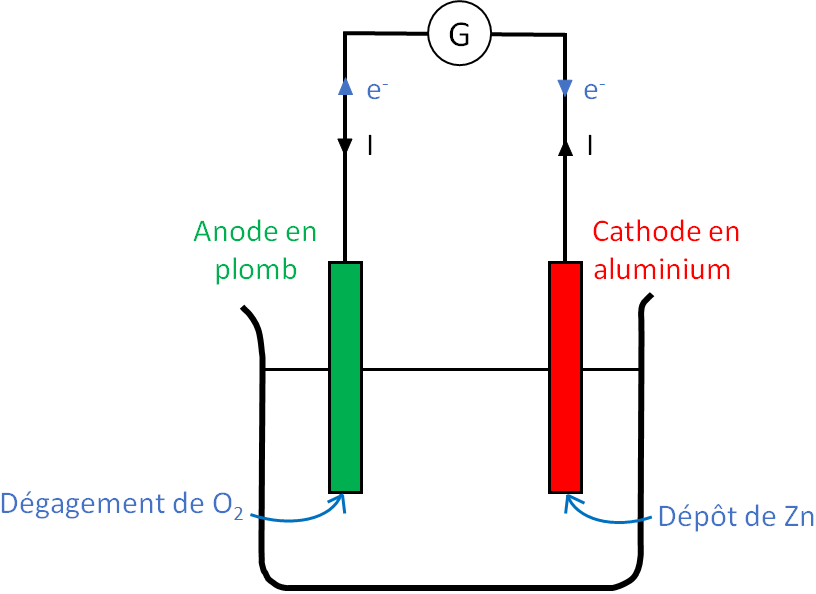 G
e⁻
e⁻
I
I
Anode en
plomb
Cathode en
aluminium
Dégagement de O₂
Dépôt de Zn